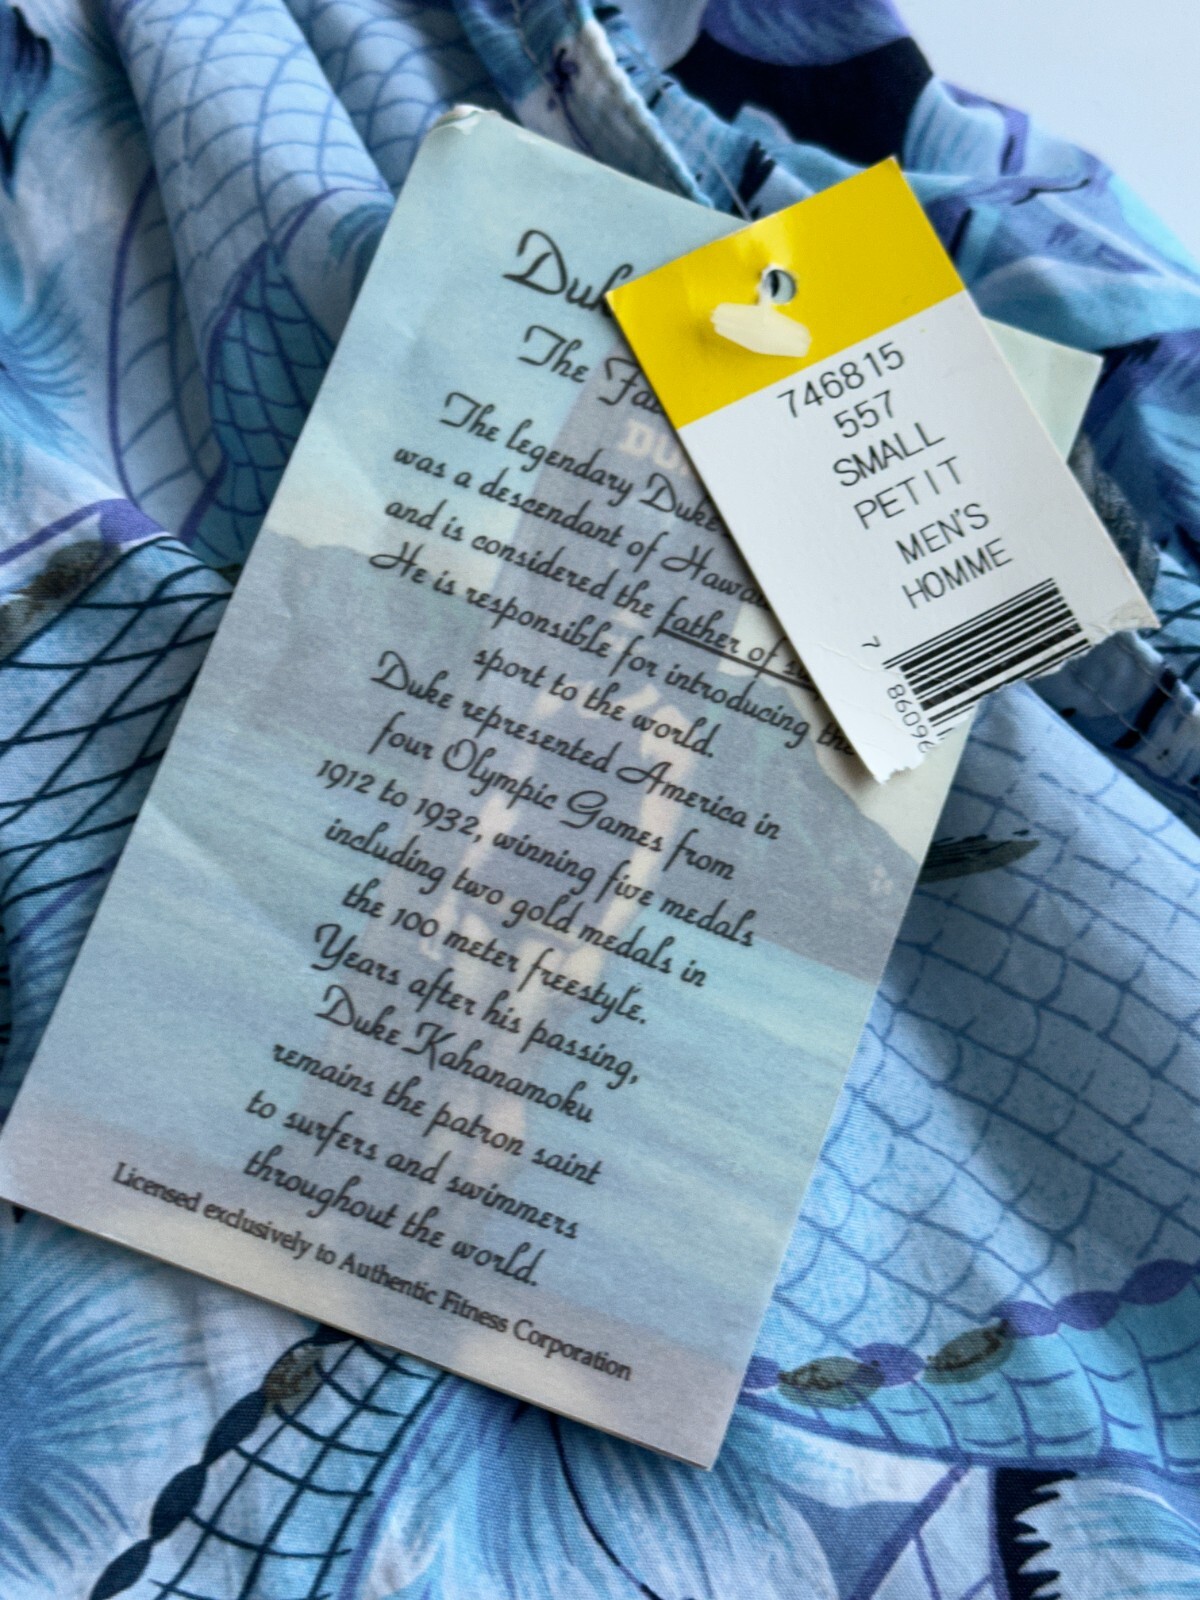 The
The legendary Duke
was a descendant of
and is considered the father of
He is responsible for introducing the
sport to the world.
Duke represented America in
four Olympic Games from
1912 to 1932, winning five medals
including two gold medals in
the 100 meter freestyle.
Years after his passing,
Duke Kahanamoku
remains the patron saint
to surfers and swimmers
throughout the world.
Licensed exclusively to Authentic Fitness Corporation
746815
557
SMALL
PETIT
MEN'S
HOMME
7